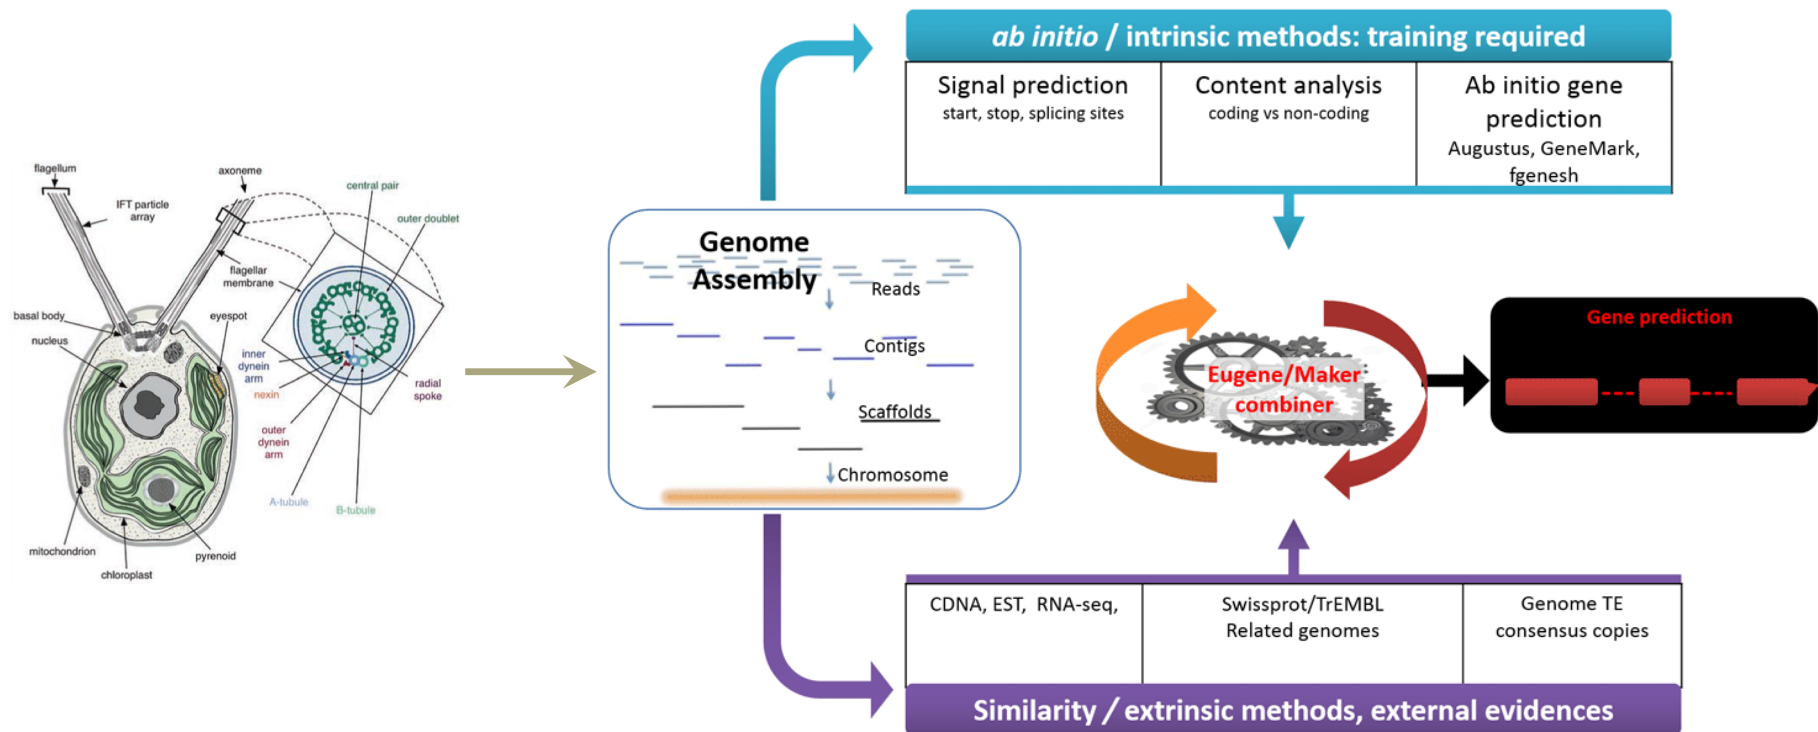 flagellum
axoneme
central pair
IFT particle
array
outer doublet
flagellar
membrane
basal body
eyespot
nucleus
inner
dynein
arm
nexin
radial
spoke
outer
dynein
arm
A-tubule
B-tubule
mitochondrion
pyrenoid
chloroplast
Genome
Assembly
Reads
Contigs
Scaffolds
Chromosome
ab initio / intrinsic methods: training required
Signal prediction
start, stop, splicing sites
Content analysis
coding vs non-coding
Ab initio gene
prediction
Augustus, GeneMark,
fgenesh
Eugene/Maker
combiner
Gene prediction
CDNA, EST, RNA-seq,
Swissprot/TrEMBL
Related genomes
Genome TE
consensus copies
Similarity / extrinsic methods, external evidences